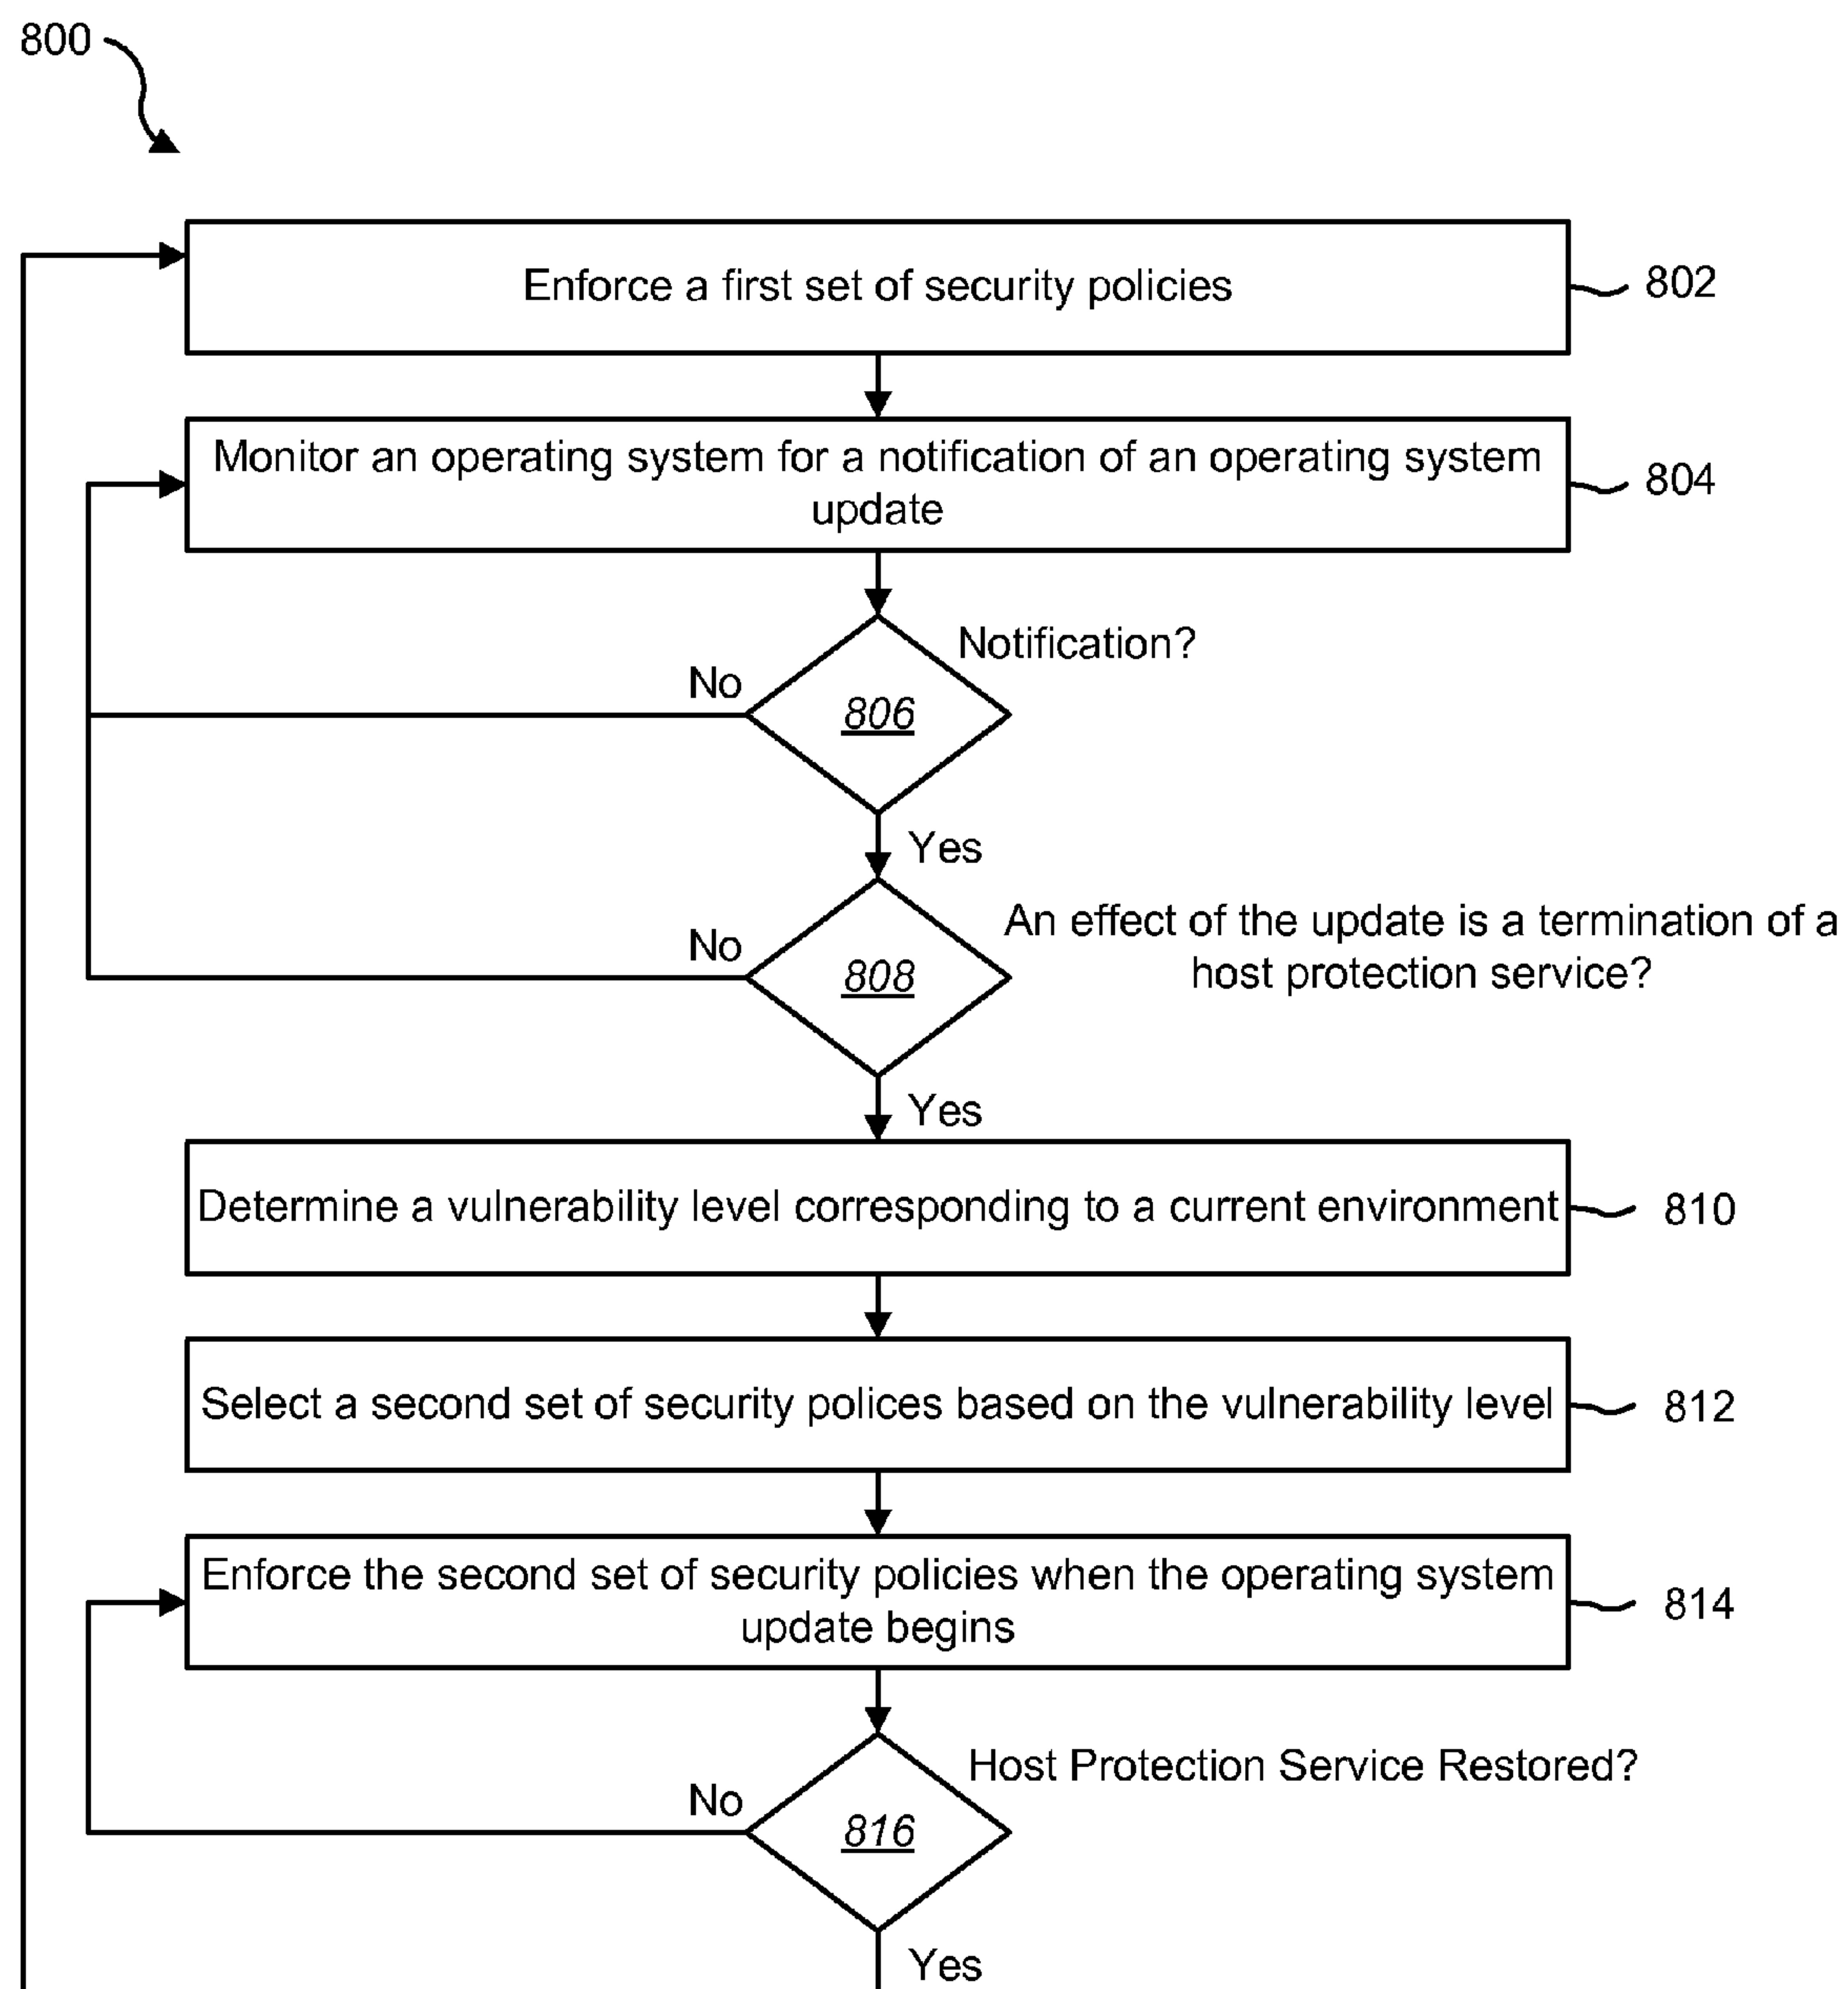 800
Enforce a first set of security policies
802
Monitor an operating system for a notification of an operating system
update
804
Notification?
No
806
Yes
An effect of the update is a termination of a
host protection service?
No
808
Yes
Determine a vulnerability level corresponding to a current environment
810
Select a second set of security polices based on the vulnerability level
812
Enforce the second set of security policies when the operating system
update begins
814
Host Protection Service Restored?
No
816
Yes